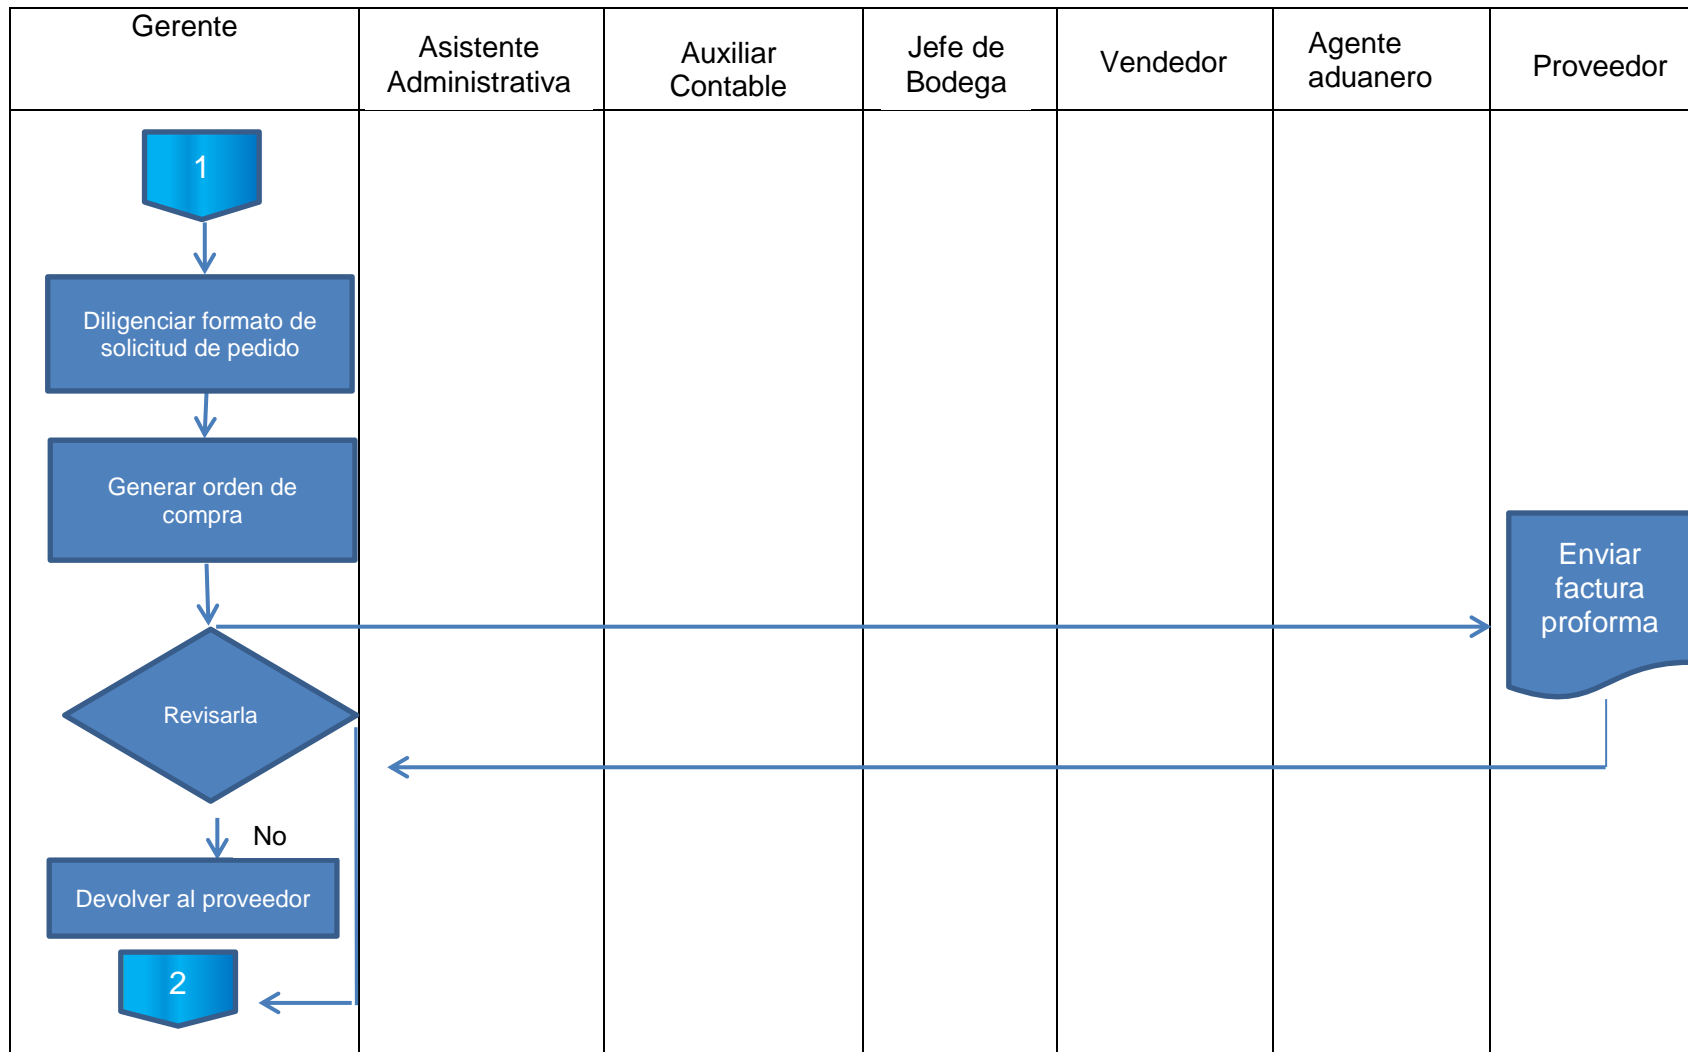 Gerente
Asistente
Administrativa
Auxiliar
Contable
Jefe de
Bodega
Vendedor
Agente
aduanero
Proveedor
1
Diligenciar formato de
solicitud de pedido
Generar orden de
compra
Enviar
factura
proforma
Revisarla
No
Devolver al proveedor
2